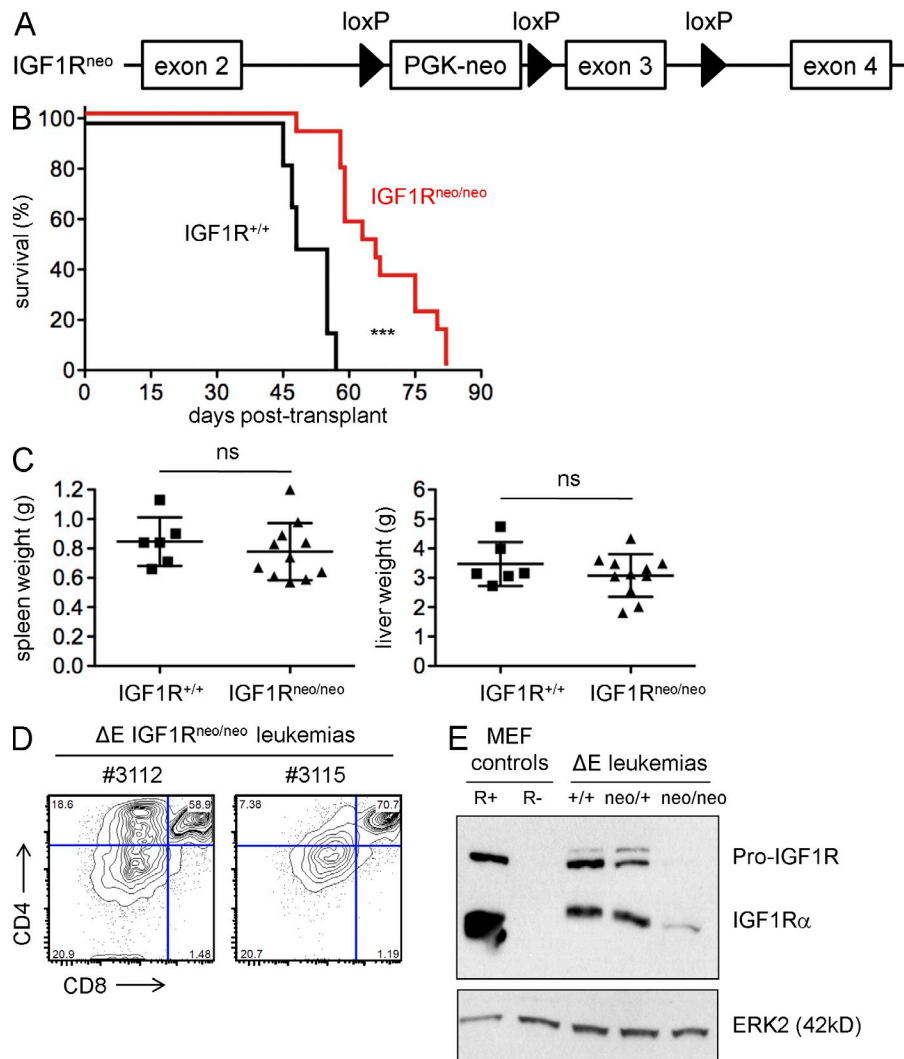 A
loxP loxP loxP
IGF1Rneo exon 2 PGK-neo exon 3 exon 4
B
survival (%)
100
80
60
40
20
0
0 15 30 45 60 75 90
days post-transplant
IGF1R+/+
IGF1Rneo/neo
***
C
spleen weight (g)
ns
1.2
1.0
0.8
0.6
0.4
0.2
0.0
IGF1R+/+ IGF1Rneo/neo
liver weight (g)
ns
6
5
4
3
2
1
0
IGF1R+/+ IGF1Rneo/neo
D
ΔE IGF1Rneo/neo leukemias
#3112 #3115
18.6 58.9 7.38 70.7
20.9 1.48 20.7 1.19
CD4
CD8
E
MEF
controls ΔE leukemias
R+ R- +/+ neo/+ neo/neo
Pro-IGF1R
IGF1Rα
ERK2 (42kD)